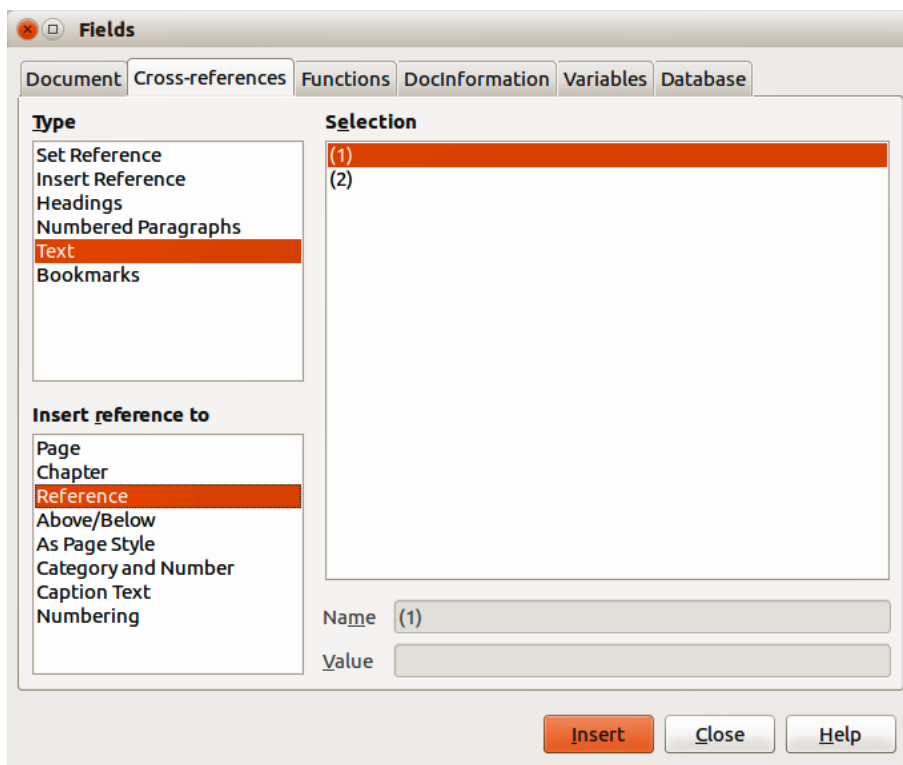 Fields
Document Cross-references Functions DocInformation Variables Database
Type
Set Reference
Insert Reference
Headings
Numbered Paragraphs
Text
Bookmarks
Insert reference to
Page
Chapter
Reference
Above/Below
As Page Style
Category and Number
Caption Text
Numbering
Selection
(1)
(2)
Name (1)
Value
Insert Close Help